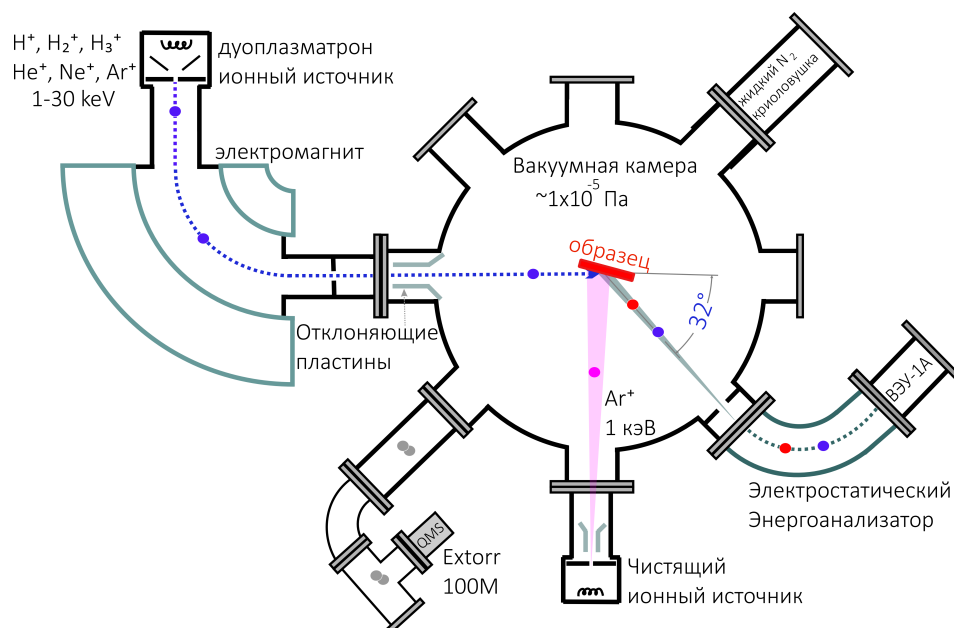 H⁺, H₂⁺, H₃⁺
He⁺, Ne⁺, Ar⁺
1-30 keV
дуоплазматрон
ионный источник
электромагнит
жидкий N₂
криоловушка
Вакуумная камера
~1x10⁻⁵ Па
образец
32°
Отклоняющие
пластины
Ar⁺
1 кэВ
ВЭУ-1А
Электростатический
Энергоанализатор
QMS
Extorr
100M
Чистящий
ионный источник